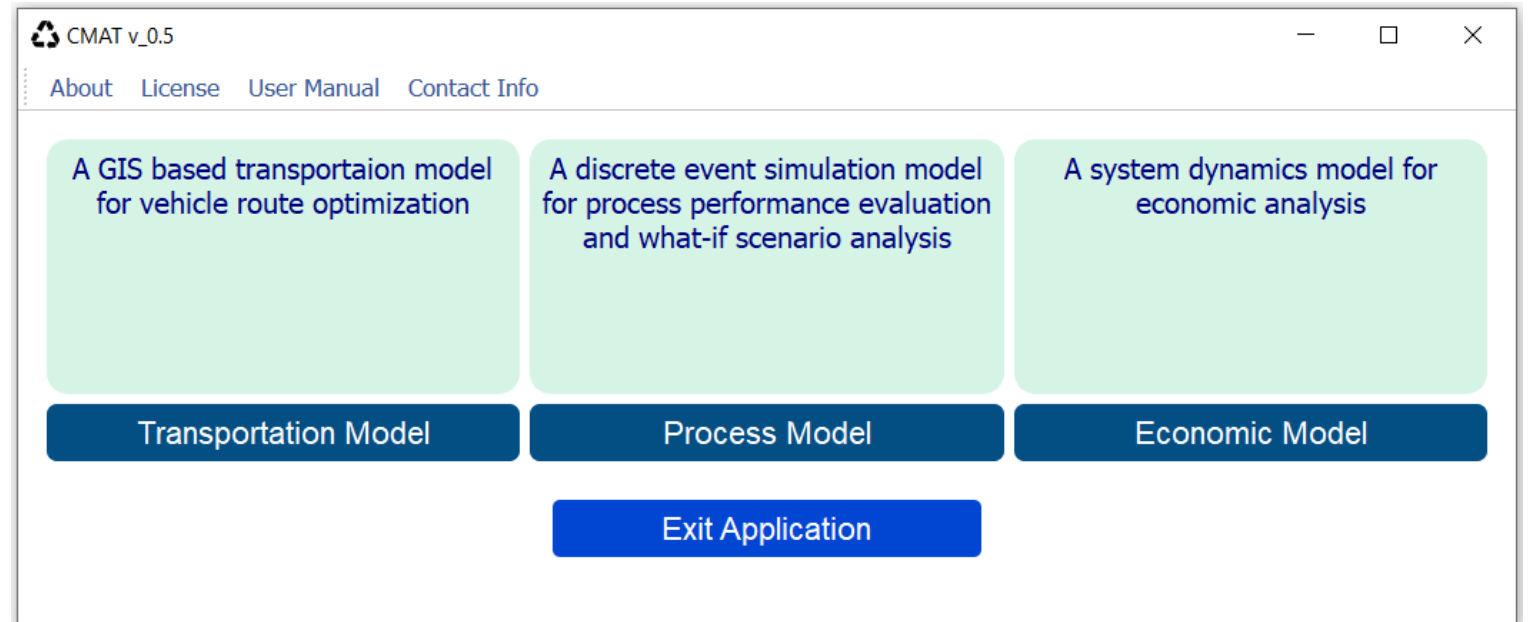 CMAT v_0.5
About License User Manual Contact Info
A GIS based transportaion model
for vehicle route optimization
A discrete event simulation model
for process performance evaluation
and what-if scenario analysis
A system dynamics model for
economic analysis
Transportation Model
Process Model
Economic Model
Exit Application